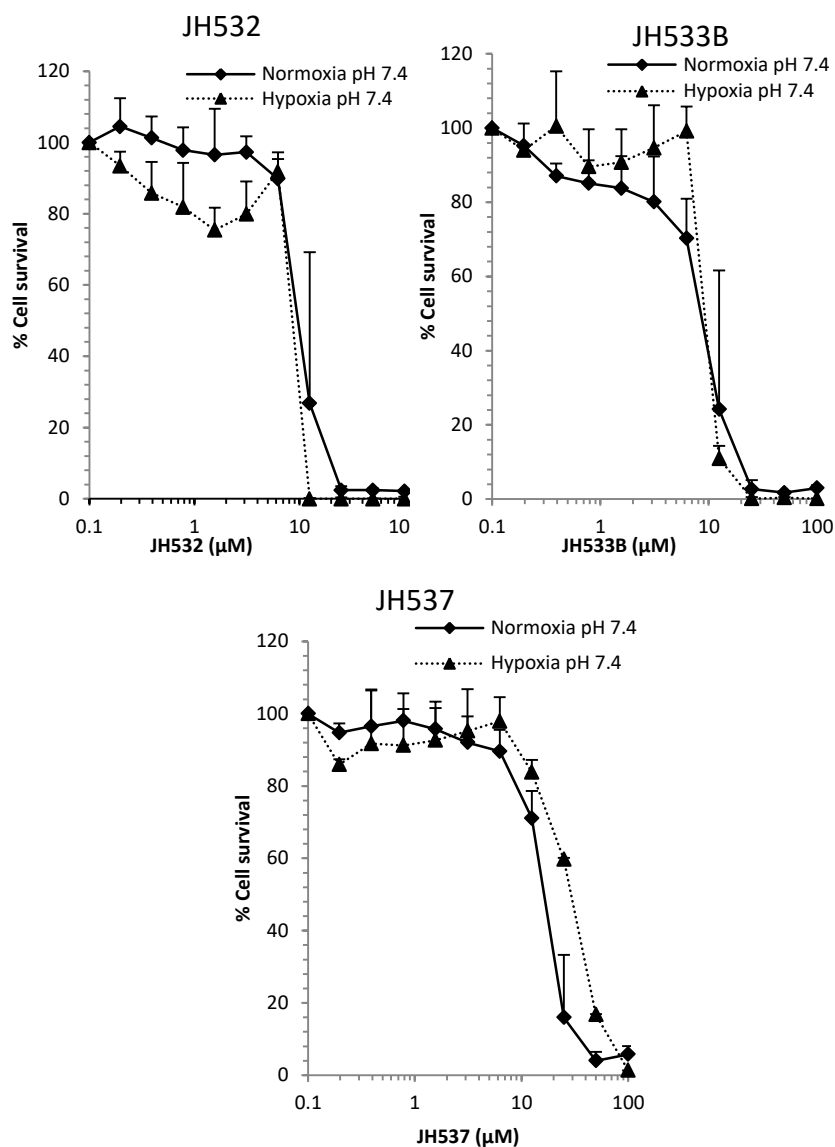 JH532
Normoxia pH 7.4
Hypoxia pH 7.4
120
100
80
60
40
20
0
% Cell survival
0.1
1
10
10
JH532 (μM)
JH533B
Normoxia pH 7.4
Hypoxia pH 7.4
120
100
80
60
40
20
0
% Cell survival
0.1
1
10
100
JH533B (μM)
JH537
Normoxia pH 7.4
Hypoxia pH 7.4
120
100
80
60
40
20
0
% Cell survival
0.1
1
10
100
JH537 (μM)